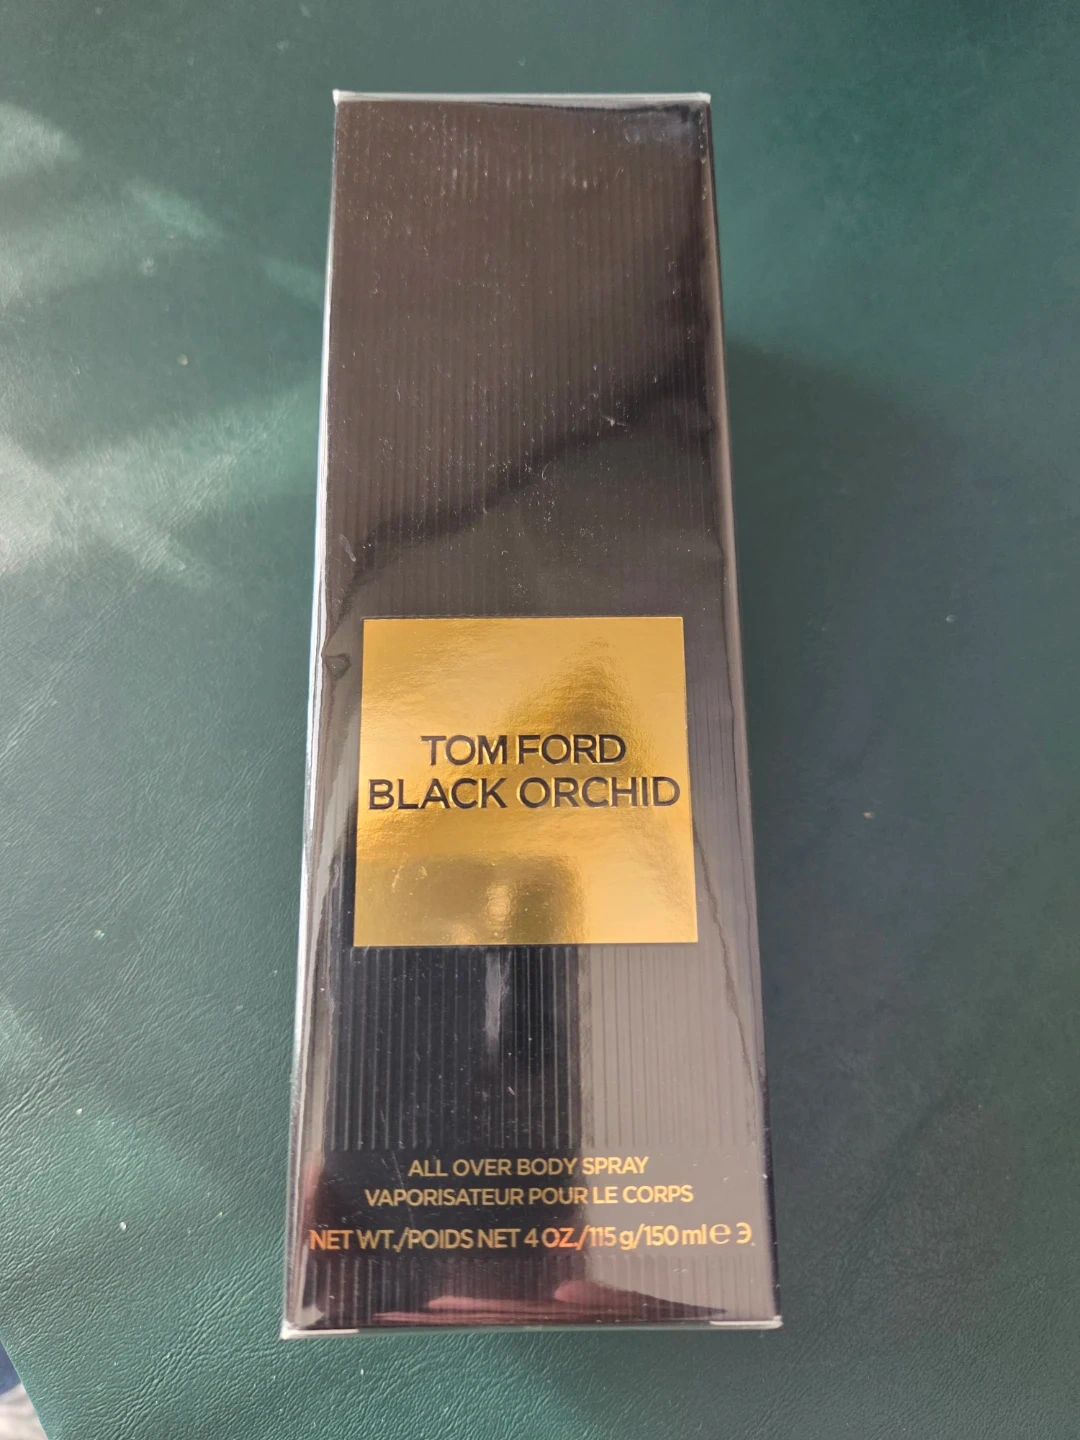 TOM FORD
BLACK ORCHID
ALL OVER BODY SPRAY
VAPORISATEUR POUR LE CORPS
NET WT./POIDS NET 4 OZ./115 g/150 ml ℮ 3.